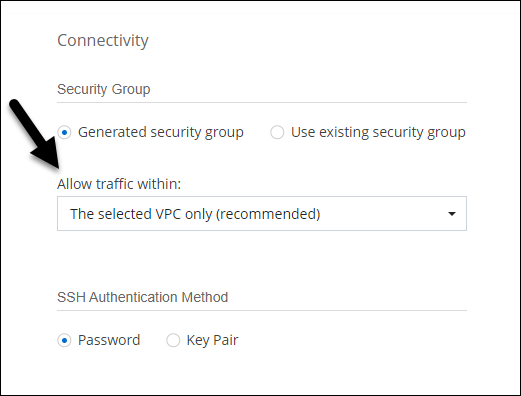 Connectivity
Security Group
Generated security group Use existing security group
Allow traffic within:
The selected VPC only (recommended)
SSH Authentication Method
Password Key Pair